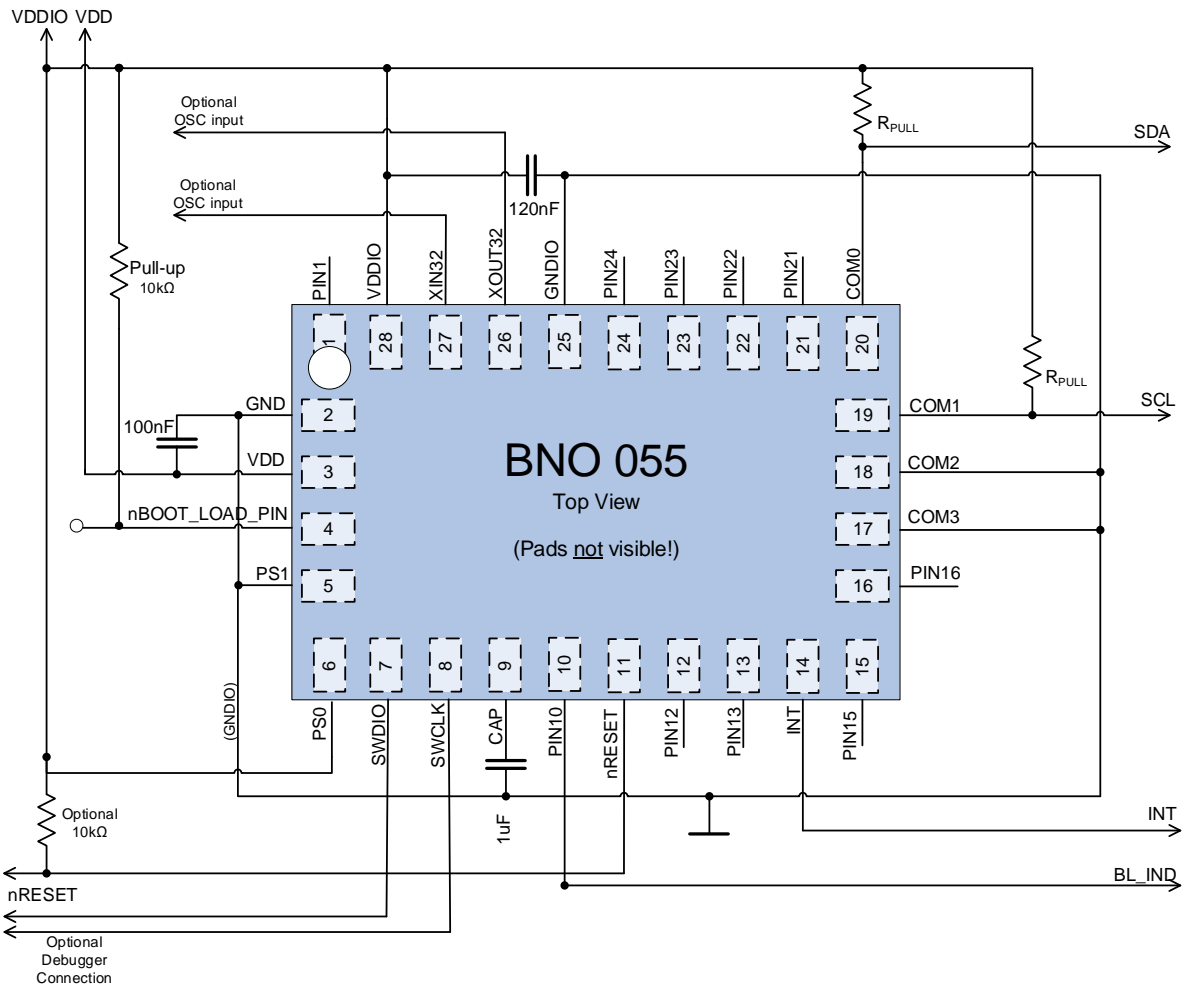 VDDIO VDD
Optional
OSC input
R_PULL
SDA
Optional
OSC input
120nF
Pull-up
10kΩ
PIN1
VDDIO
XIN32
XOUT32
GNDIO
PIN24
PIN23
PIN22
PIN21
COM0
1
28
27
26
25
24
23
22
21
20
R_PULL
GND
2
19
COM1
SCL
100nF
VDD
3
BNO 055
18
COM2
Top View
nBOOT_LOAD_PIN
4
17
COM3
(Pads not visible!)
PS1
5
16
PIN16
6
7
8
9
10
11
12
13
14
15
(GNDIO)
PS0
SWDIO
SWCLK
CAP
PIN10
nRESET
PIN12
PIN13
INT
PIN15
Optional
10kΩ
1uF
INT
nRESET
BL_IND
Optional
Debugger
Connection